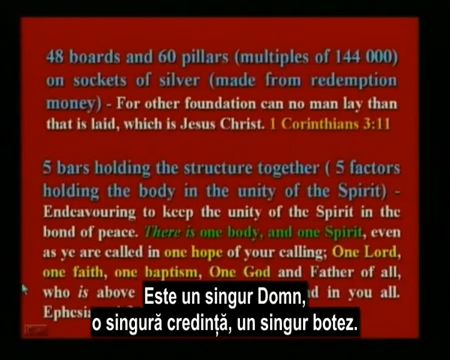 48 boards and 60 pillars (multiples of 144 000)
on sockets of silver (made from redemption
money) - For other foundation can no man lay than
that is laid, which is Jesus Christ. 1 Corinthians 3:11
5 bars holding the structure together ( 5 factors
holding the body in the unity of the Spirit) -
Endeavouring to keep the unity of the Spirit in the
bond of peace. There is one body, and one Spirit, even
as ye are called in one hope of your calling; One Lord,
one faith, one baptism, One God and Father of all,
who is above in you all.
Este un singur Domn,
o singură credință, un singur botez.